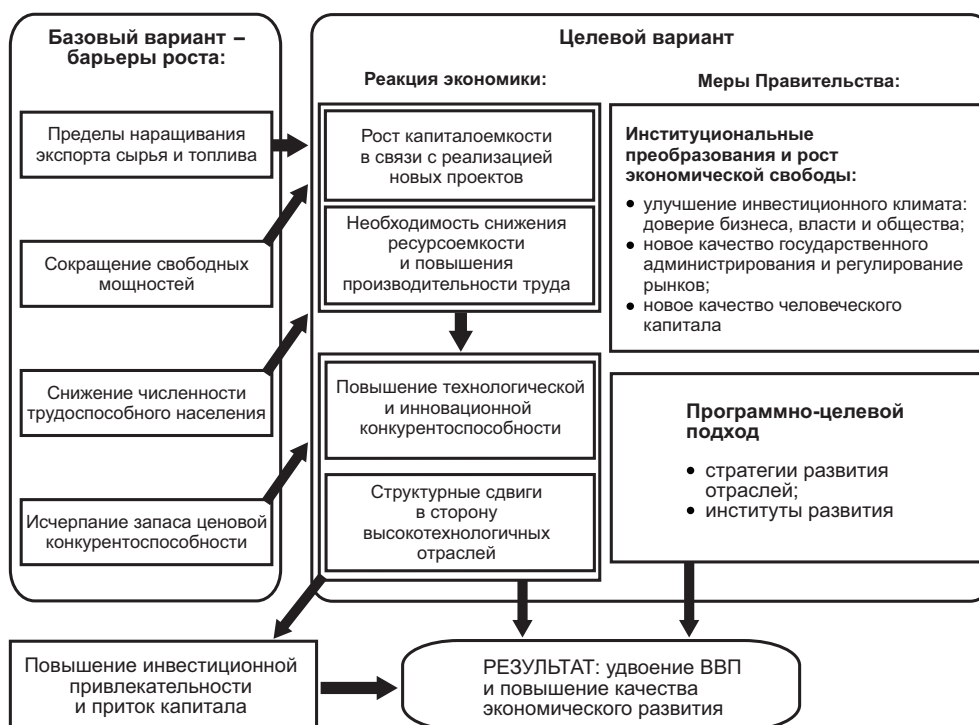 Базовый вариант –
барьеры роста:
Пределы наращивания
экспорта сырья и топлива
Сокращение свободных
мощностей
Снижение численности
трудоспособного населения
Исчерпание запаса ценовой
конкурентоспособности
Целевой вариант
Реакция экономики:
Рост капиталоемкости
в связи с реализацией
новых проектов
Необходимость снижения
ресурсоемкости
и повышения
производительности труда
Повышение технологической
и инновационной
конкурентоспособности
Структурные сдвиги
в сторону
высокотехнологичных
отраслей
Меры Правительства:
Институциональные
преобразования и рост
экономической свободы:
• улучшение инвестиционного климата:
доверие бизнеса, власти и общества;
• новое качество государственного
администрирования и регулирование
рынков;
• новое качество человеческого
капитала
Программно-целевой
подход
• стратегии развития
отраслей;
• институты развития
Повышение инвестиционной
привлекательности
и приток капитала
РЕЗУЛЬТАТ: удвоение ВВП
и повышение качества
экономического развития